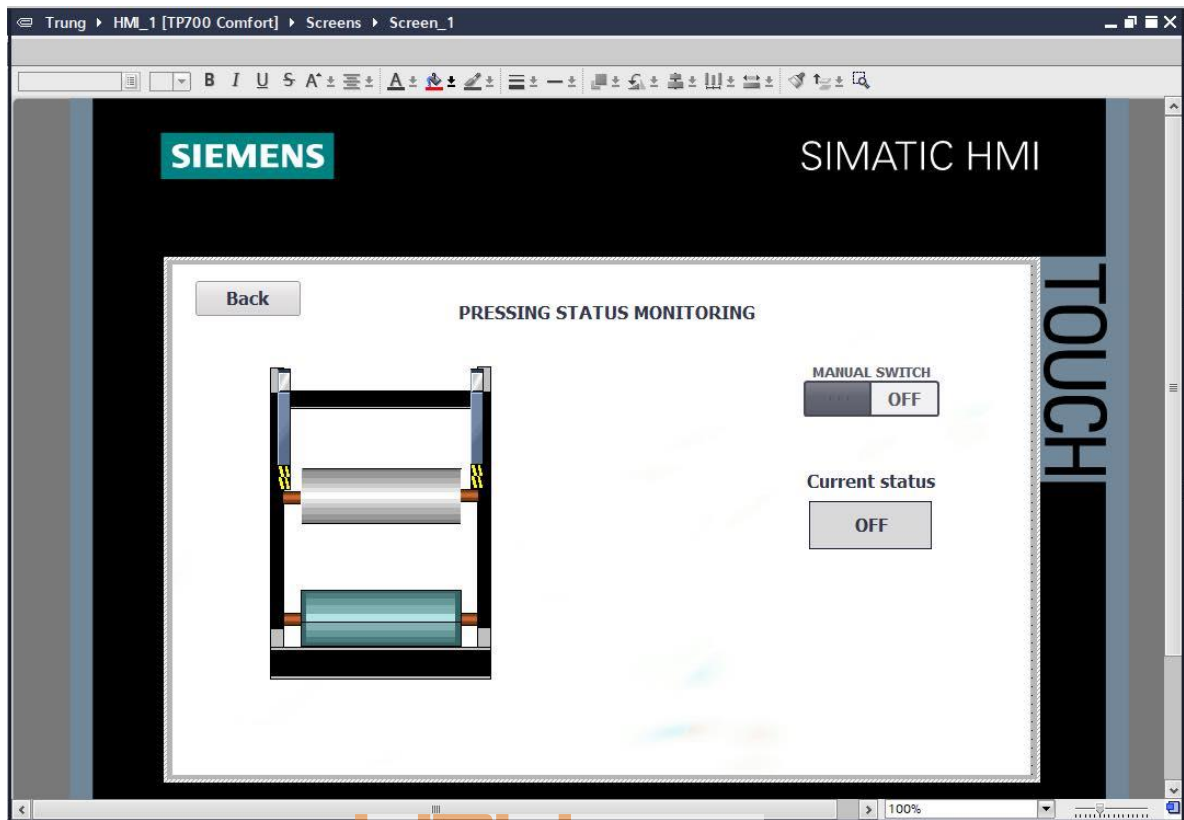 Trung ▸ HMI_1 [TP700 Comfort] ▸ Screens ▸ Screen_1
B I U S A A
SIEMENS
SIMATIC HMI
TOUCH
Back
PRESSING STATUS MONITORING
MANUAL SWITCH
OFF
Current status
OFF
100%